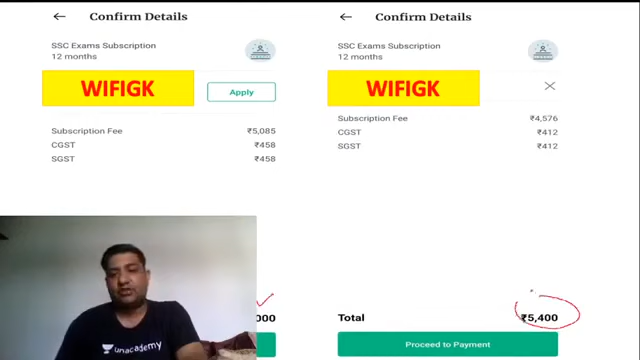 Confirm Details
SSC Exams Subscription
12 months
WIFIGK
Apply
Subscription Fee ₹5,085
CGST ₹458
SGST ₹458
000
unacademy
Confirm Details
SSC Exams Subscription
12 months
WIFIGK
Subscription Fee ₹4,576
CGST ₹412
SGST ₹412
Total ₹5,400
Proceed to Payment